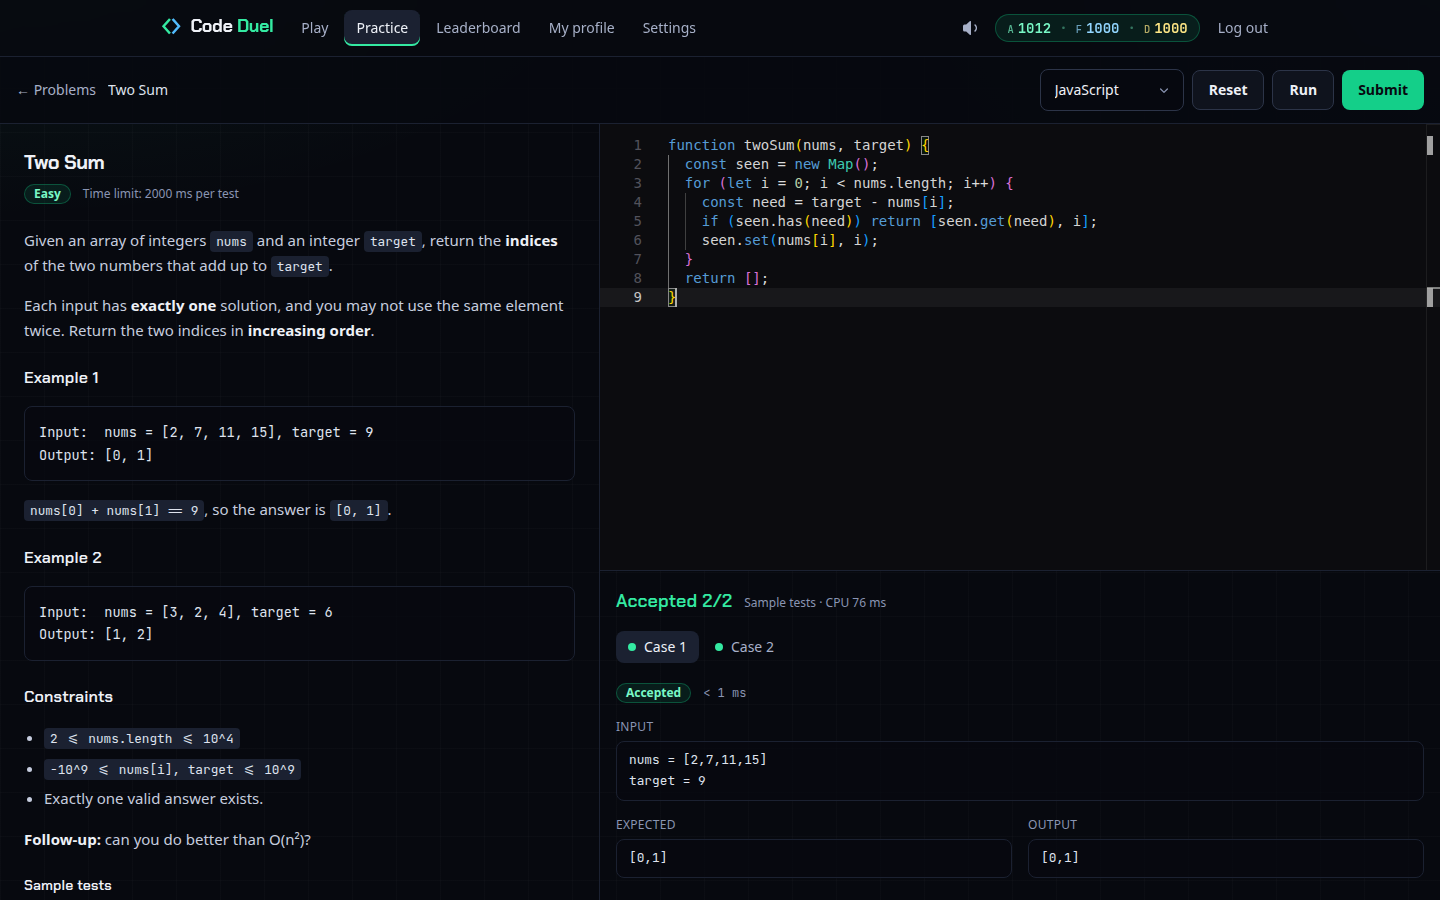 Code Duel
Play
Practice
Leaderboard
My profile
Settings
A 1012 · F 1000 · D 1000
Log out
← Problems
Two Sum
JavaScript
Reset
Run
Submit
Two Sum
Easy
Time limit: 2000 ms per test
Given an array of integers nums and an integer target, return the indices
of the two numbers that add up to target.
Each input has exactly one solution, and you may not use the same element
twice. Return the two indices in increasing order.
Example 1
Input:  nums = [2, 7, 11, 15], target = 9
Output: [0, 1]
nums[0] + nums[1] == 9, so the answer is [0, 1].
Example 2
Input:  nums = [3, 2, 4], target = 6
Output: [1, 2]
Constraints
• 2 <= nums.length <= 10^4
• -10^9 <= nums[i], target <= 10^9
• Exactly one valid answer exists.
Follow-up: can you do better than O(n²)?
Sample tests
1 function twoSum(nums, target) {
2   const seen = new Map();
3   for (let i = 0; i < nums.length; i++) {
4     const need = target - nums[i];
5     if (seen.has(need)) return [seen.get(need), i];
6     seen.set(nums[i], i);
7   }
8   return [];
9 }
Accepted 2/2
Sample tests · CPU 76 ms
Case 1
Case 2
Accepted
< 1 ms
INPUT
nums = [2,7,11,15]
target = 9
EXPECTED
[0,1]
OUTPUT
[0,1]